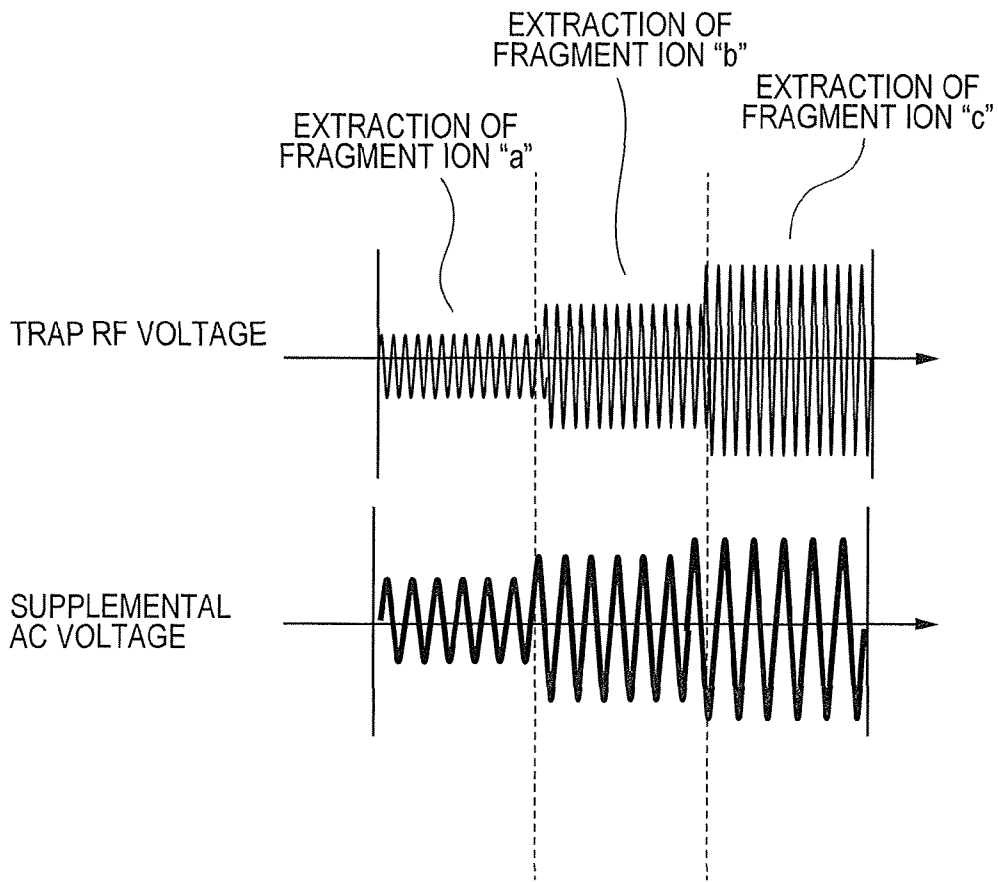 EXTRACTION OF
FRAGMENT ION “b”
EXTRACTION OF
FRAGMENT ION “c”
EXTRACTION OF
FRAGMENT ION “a”
TRAP RF VOLTAGE
SUPPLEMENTAL
AC VOLTAGE